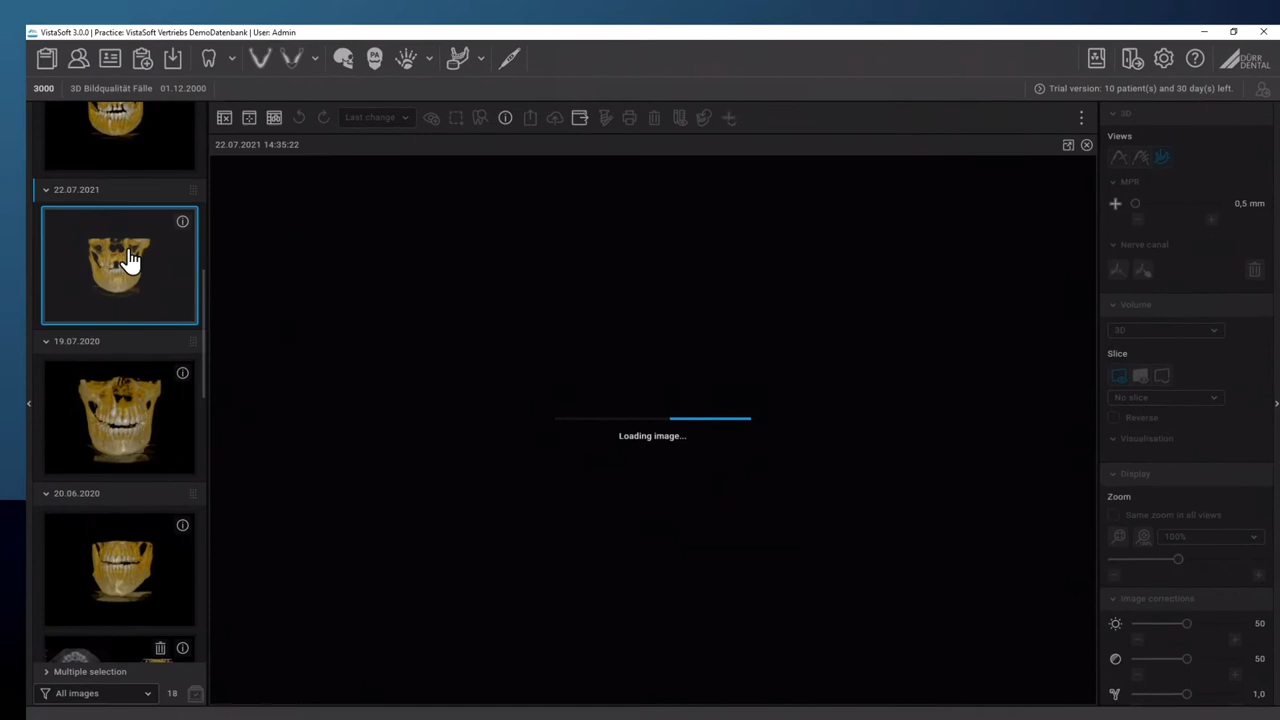 VistaSoft 3.0.0 | Practice: VistaSoft Vertriebs DemoDatenbank | User: Admin
PA
DÜRR
DENTAL
3000 3D Bildqualität Fälle 01.12.2000
Trial version: 10 patient(s) and 30 day(s) left.
Last change
22.07.2021 14:35:22
22.07.2021
19.07.2020
20.06.2020
Multiple selection
All images 18
Loading image...
3D
Views
MPR
0,5 mm
Nerve canal
Volume
3D
Slice
No slice
Reverse
Visualisation
Display
Zoom
Same zoom in all views
100%
Image corrections
50
50
1,0